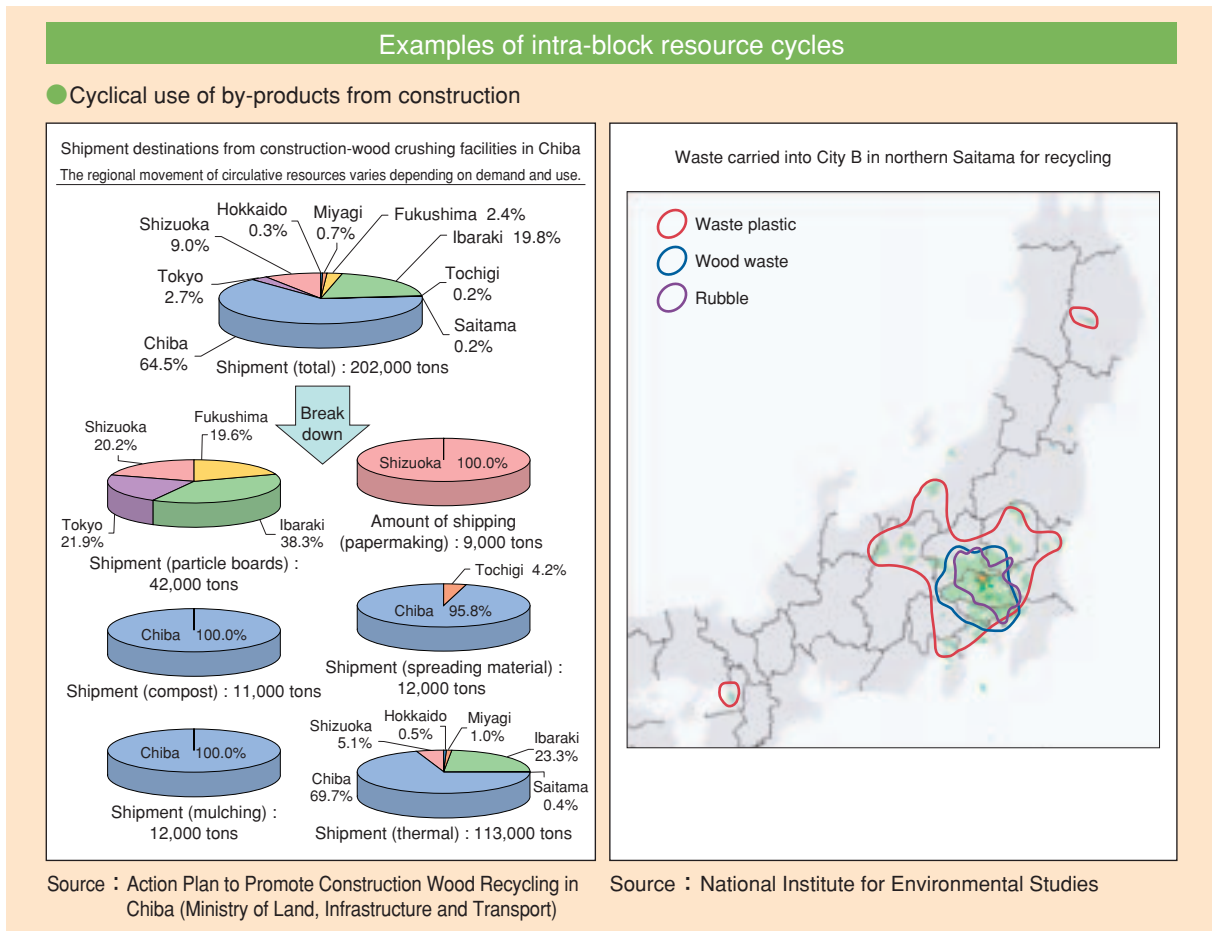 Examples of intra-block resource cycles
Cyclical use of by-products from construction
Shipment destinations from construction-wood crushing facilities in Chiba
The regional movement of circulative resources varies depending on demand and use.
Hokkaido
0.3%
Miyagi
0.7%
Fukushima 2.4%
Shizuoka
9.0%
Ibaraki 19.8%
Tokyo
2.7%
Tochigi
0.2%
Saitama
0.2%
Chiba
64.5%
Shipment (total) : 202,000 tons
Break
down
Shizuoka
20.2%
Fukushima
19.6%
Tokyo
21.9%
Ibaraki
38.3%
Shipment (particle boards) :
42,000 tons
Shizuoka 100.0%
Amount of shipping
(papermaking) : 9,000 tons
Chiba 100.0%
Shipment (compost) : 11,000 tons
Tochigi 4.2%
Chiba 95.8%
Shipment (spreading material) :
12,000 tons
Chiba 100.0%
Shipment (mulching) :
12,000 tons
Shizuoka
5.1%
Hokkaido
0.5%
Miyagi
1.0%
Ibaraki
23.3%
Chiba
69.7%
Saitama
0.4%
Shipment (thermal) : 113,000 tons
Source : Action Plan to Promote Construction Wood Recycling in
Chiba (Ministry of Land, Infrastructure and Transport)
Waste carried into City B in northern Saitama for recycling
Waste plastic
Wood waste
Rubble
Source : National Institute for Environmental Studies